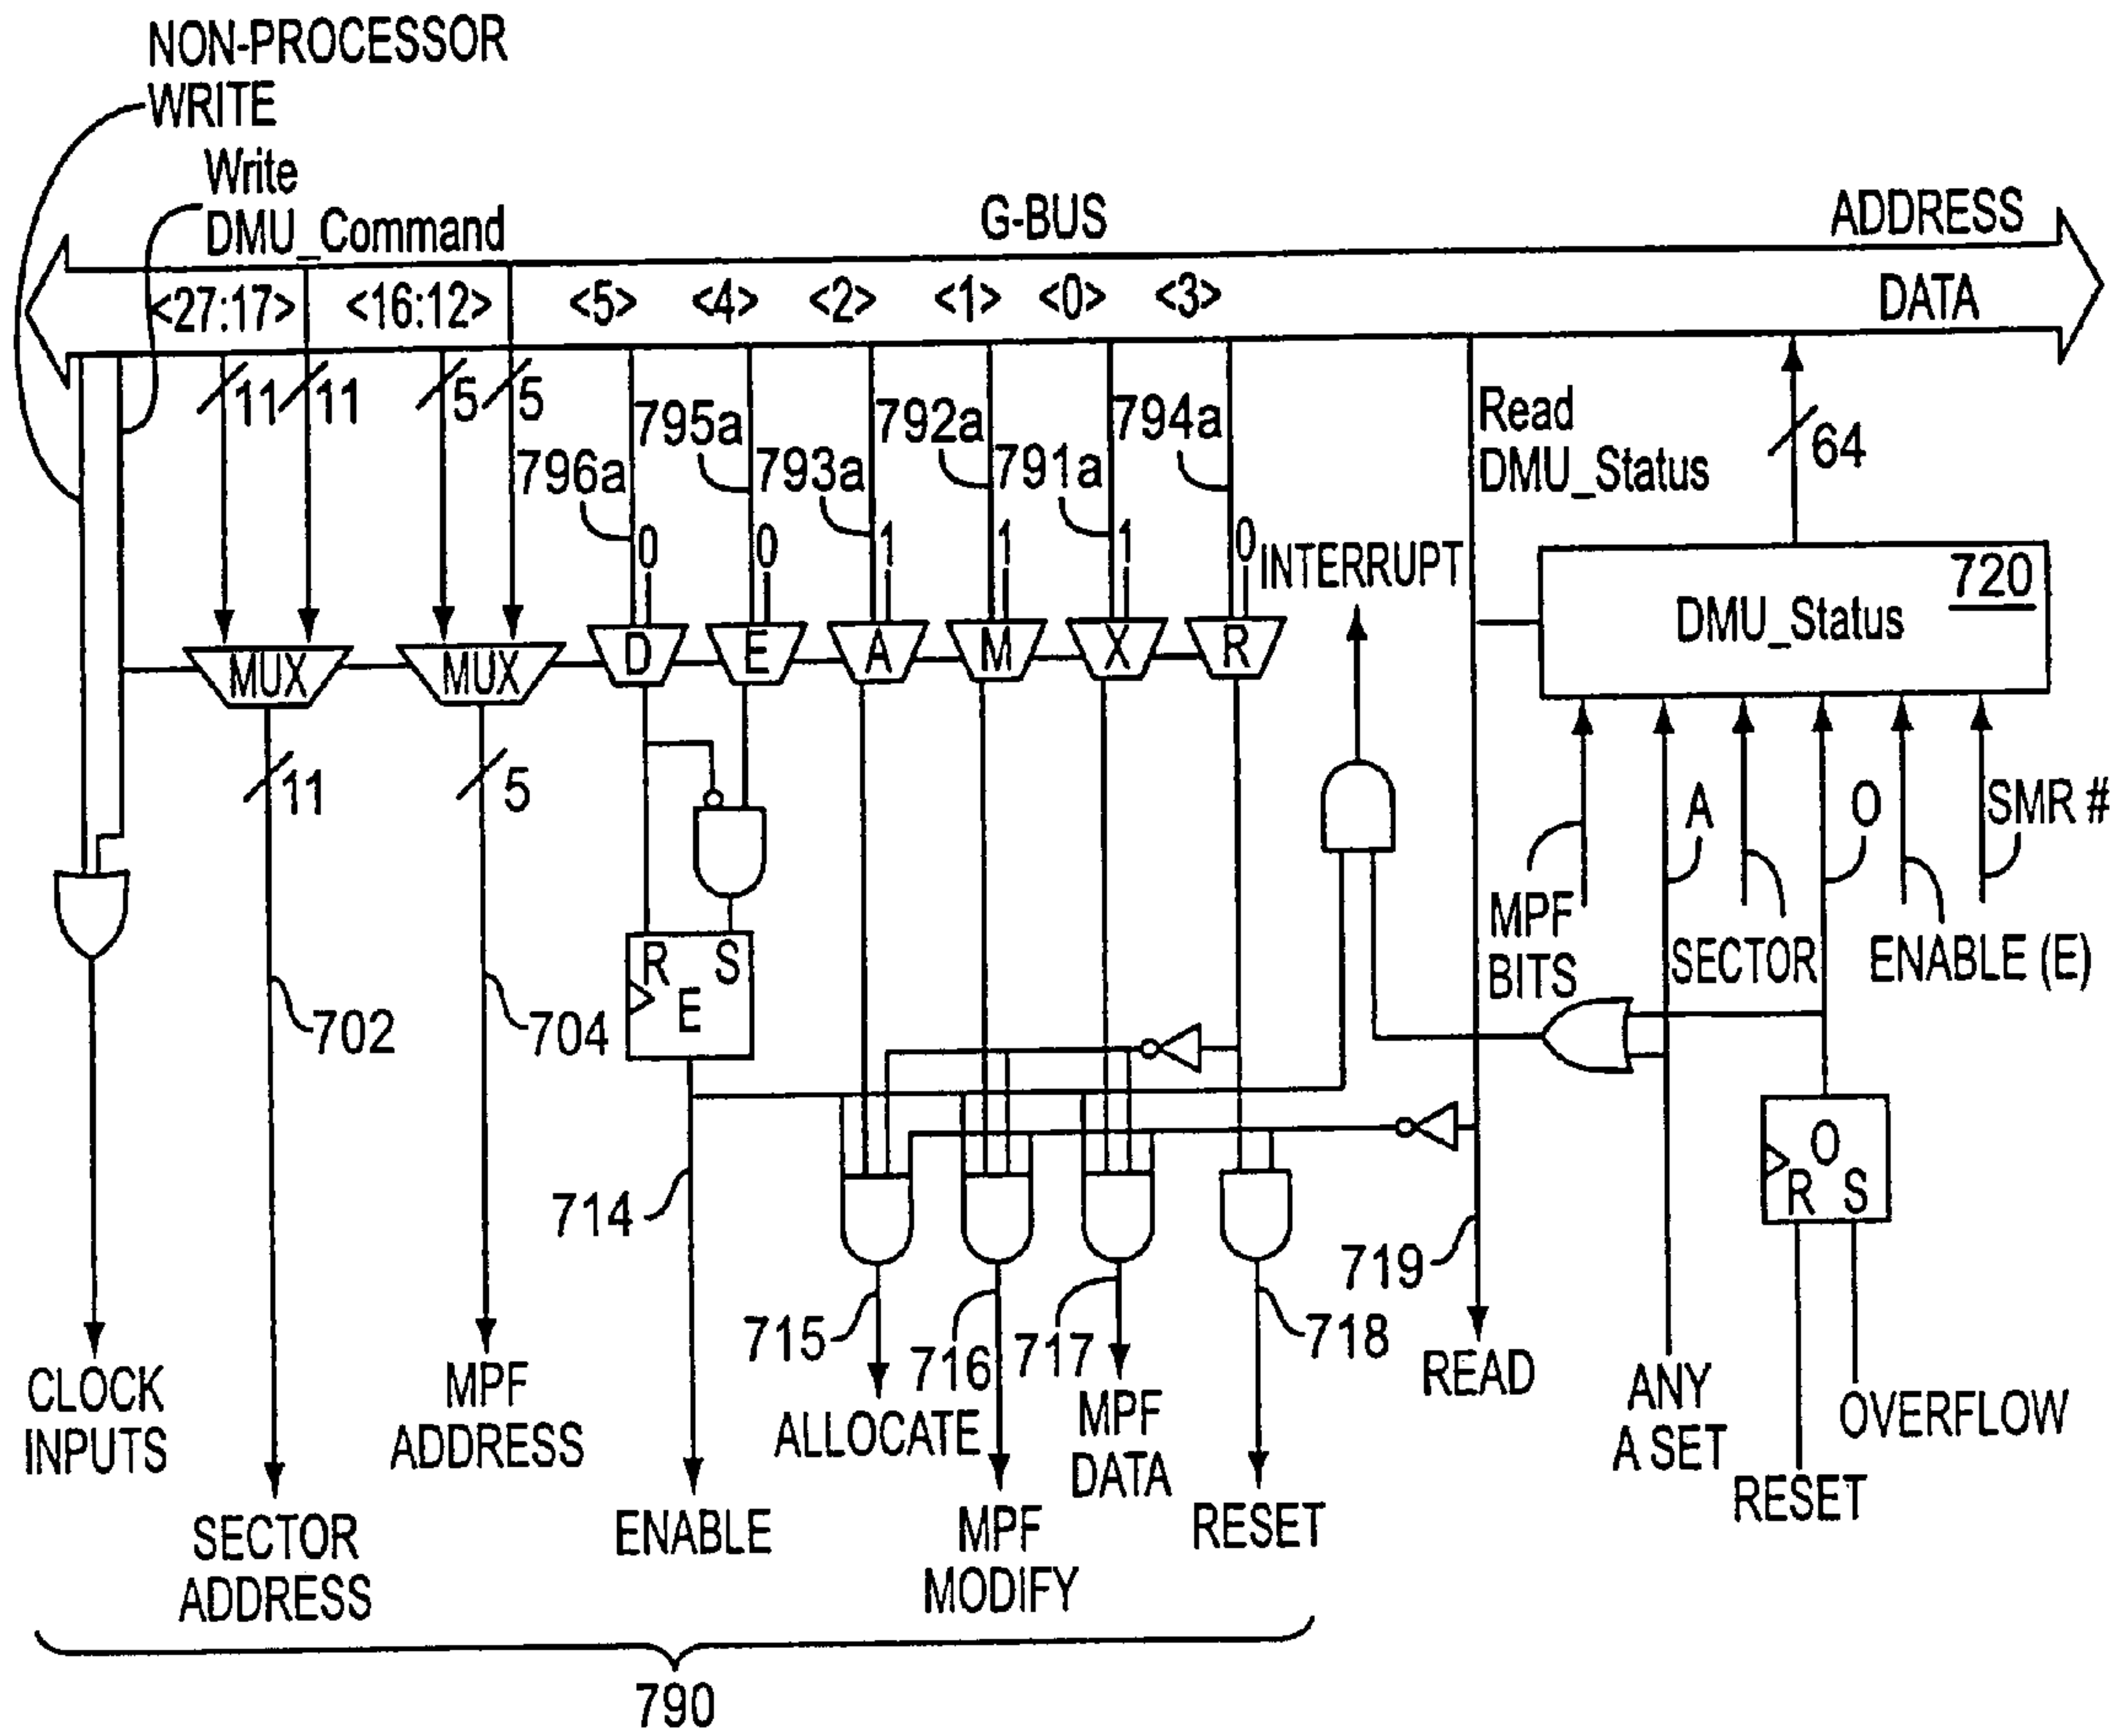 NON-PROCESSOR
WRITE
Write
DMU_Command
G-BUS
ADDRESS
<27:17>
<16:12>
<5>
<4>
<2>
<1>
<0>
<3>
DATA
11
11
5
5
796a
795a
793a
792a
791a
794a
Read
DMU_Status
64
0
0
1
1
1
0
INTERRUPT
720
DMU_Status
MUX
MUX
D
E
A
M
X
R
11
5
A
O
SMR #
MPF
BITS
SECTOR
ENABLE (E)
R
S
E
702
704
O
R
S
714
715
716
717
718
719
CLOCK
INPUTS
SECTOR
ADDRESS
MPF
ADDRESS
ENABLE
ALLOCATE
MPF
MODIFY
MPF
DATA
RESET
READ
ANY
A SET
RESET
OVERFLOW
790